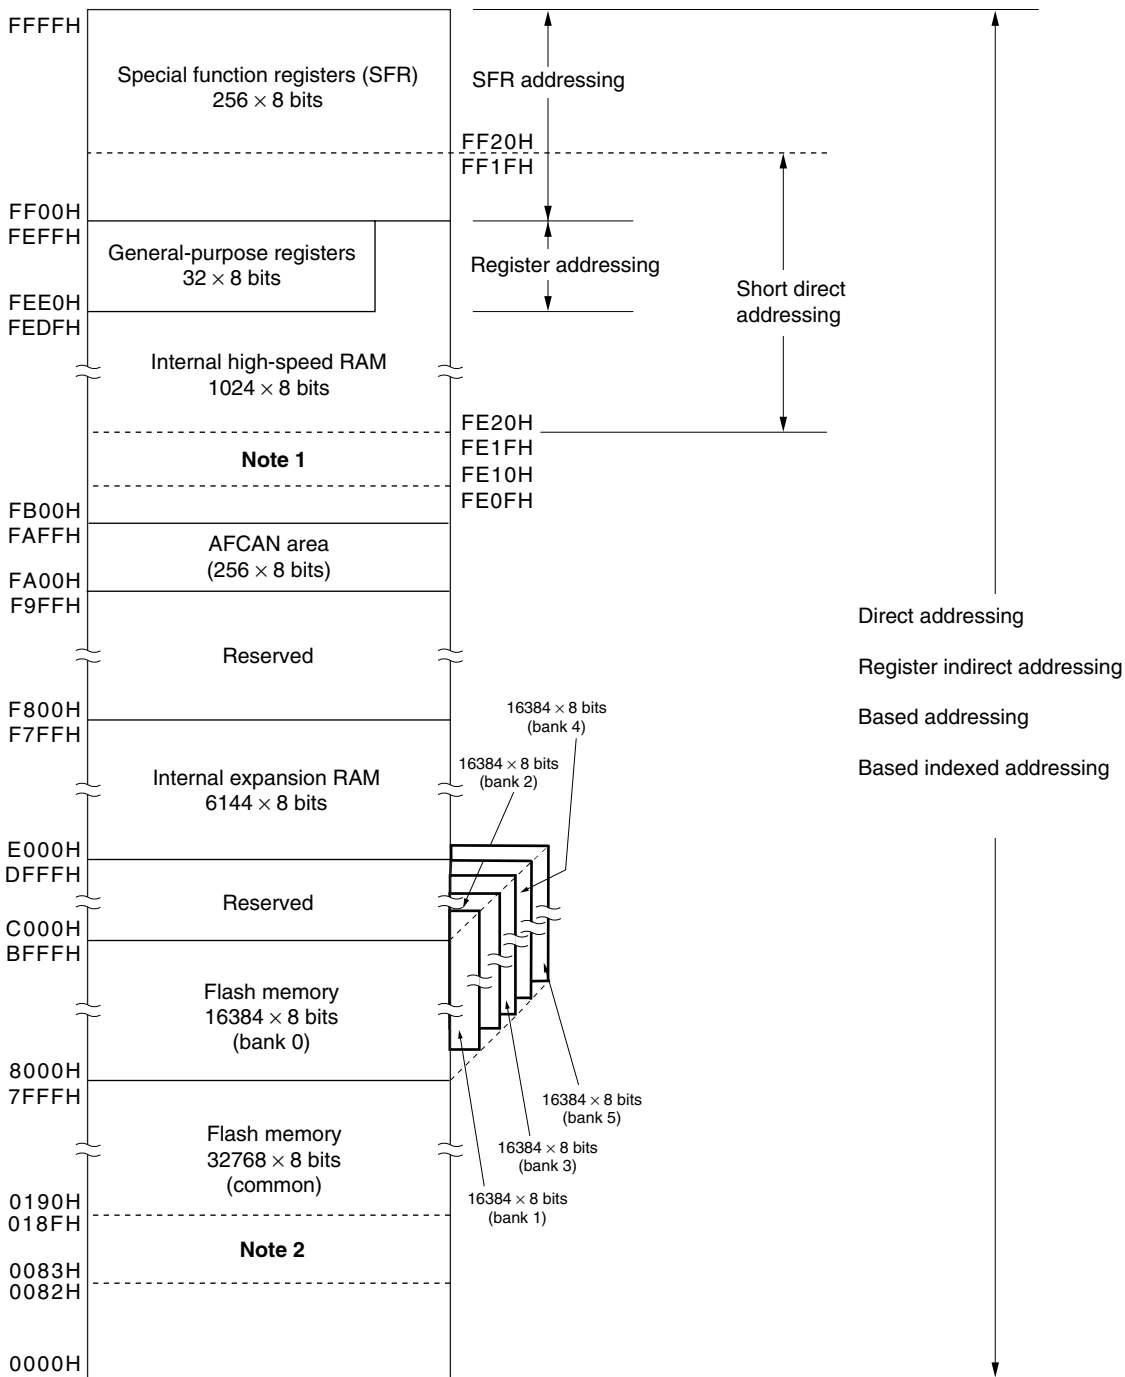 FFFFH
Special function registers (SFR)
256 × 8 bits
SFR addressing
FF20H
FF1FH
FF00H
FEFFH
General-purpose registers
32 × 8 bits
Register addressing
Short direct
addressing
FEE0H
FEDFH
Internal high-speed RAM
1024 × 8 bits
FE20H
FE1FH
Note 1
FE10H
FE0FH
FB00H
FAFFH
AFCAN area
(256 × 8 bits)
FA00H
F9FFH
Direct addressing
Reserved
Register indirect addressing
F800H
F7FFH
16384 × 8 bits
(bank 4)
Based addressing
16384 × 8 bits
(bank 2)
Based indexed addressing
Internal expansion RAM
6144 × 8 bits
E000H
DFFFH
Reserved
C000H
BFFFH
Flash memory
16384 × 8 bits
(bank 0)
8000H
7FFFH
16384 × 8 bits
(bank 5)
Flash memory
32768 × 8 bits
(common)
16384 × 8 bits
(bank 3)
16384 × 8 bits
(bank 1)
0190H
018FH
Note 2
0083H
0082H
0000H